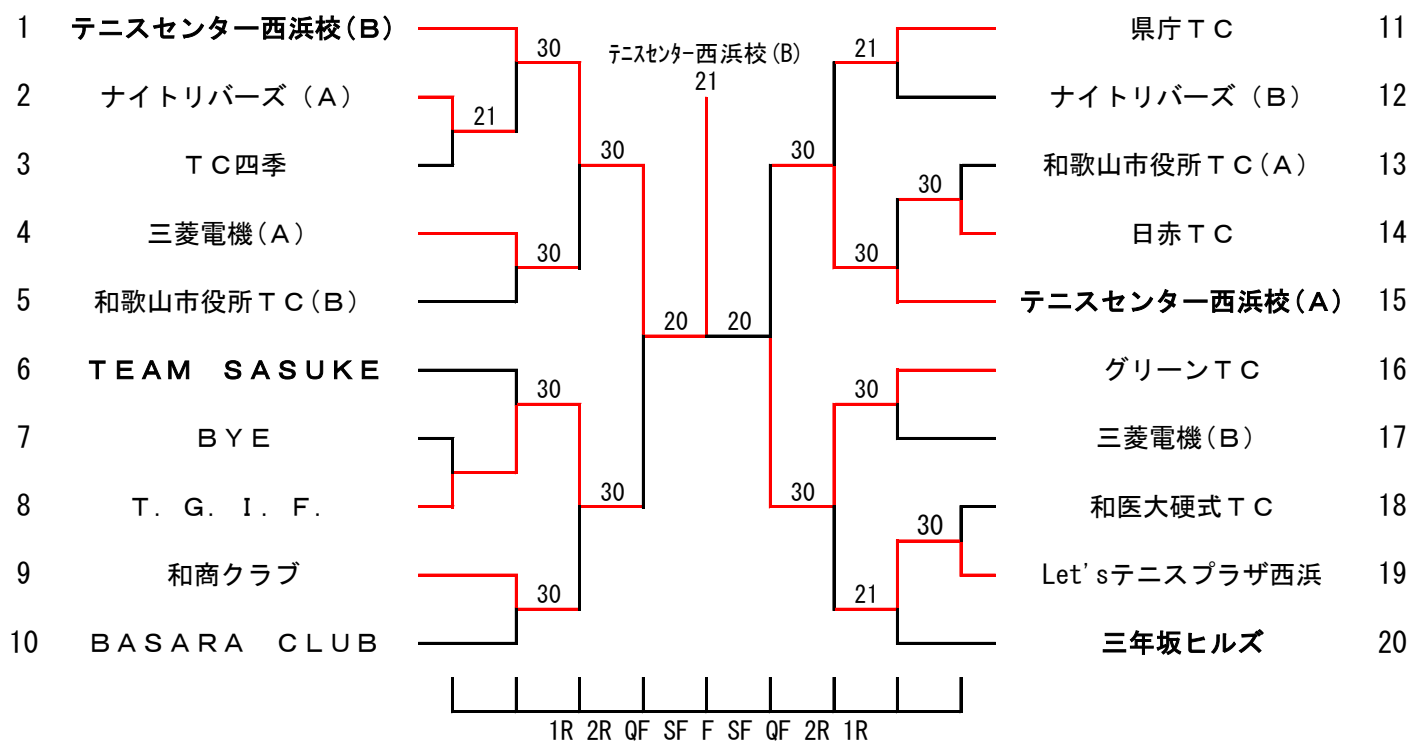 1 テニスセンター西浜校(B)
2 ナイトリバーズ (A)
3 TC四季
4 三菱電機(A)
5 和歌山市役所TC(B)
6 TEAM SASUKE
7 BYE
8 T. G. I. F.
9 和商クラブ
10 BASARA CLUB
21
30
30
30
30
30
30
20
テニスセンター西浜校(B)
21
20
30
30
21
30
30
21
30
30
県庁TC 11
ナイトリバーズ (B) 12
和歌山市役所TC(A) 13
日赤TC 14
テニスセンター西浜校(A) 15
グリーンTC 16
三菱電機(B) 17
和医大硬式TC 18
Let'sテニスプラザ西浜 19
三年坂ヒルズ 20
1R 2R QF SF F SF QF 2R 1R